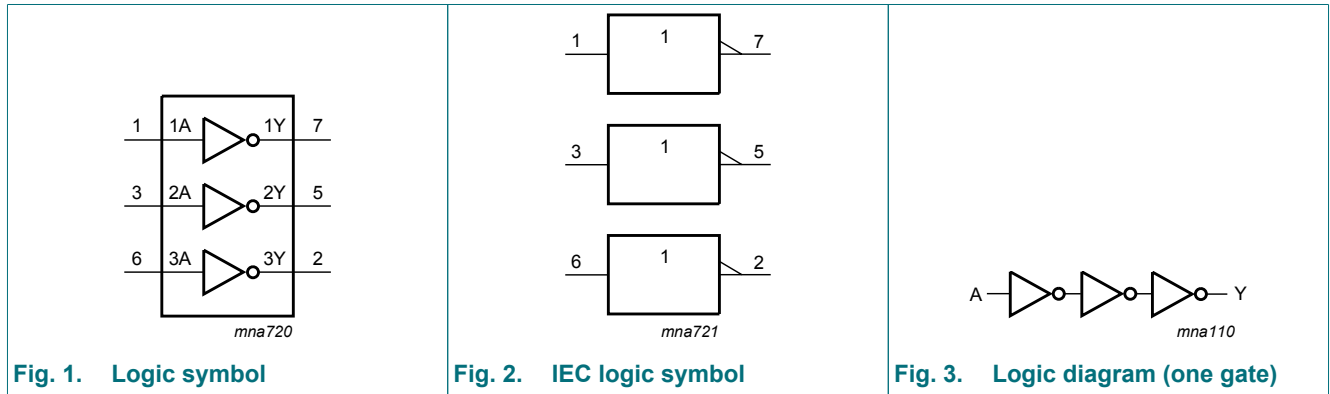 1 1A 1Y 7
3 2A 2Y 5
6 3A 3Y 2
mna720
Fig. 1. Logic symbol
1 1 7
3 1 5
6 1 2
mna721
Fig. 2. IEC logic symbol
A Y
mna110
Fig. 3. Logic diagram (one gate)